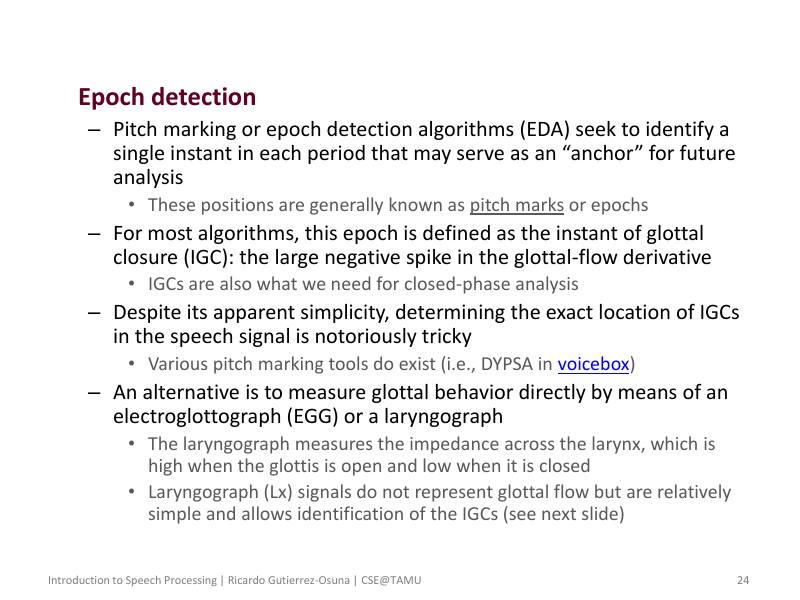 Epoch detection
– Pitch marking or epoch detection algorithms (EDA) seek to identify a
single instant in each period that may serve as an “anchor” for future
analysis
• These positions are generally known as pitch marks or epochs
– For most algorithms, this epoch is defined as the instant of glottal
closure (IGC): the large negative spike in the glottal-flow derivative
• IGCs are also what we need for closed-phase analysis
– Despite its apparent simplicity, determining the exact location of IGCs
in the speech signal is notoriously tricky
• Various pitch marking tools do exist (i.e., DYPSA in voicebox)
– An alternative is to measure glottal behavior directly by means of an
electroglottograph (EGG) or a laryngograph
• The laryngograph measures the impedance across the larynx, which is
high when the glottis is open and low when it is closed
• Laryngograph (Lx) signals do not represent glottal flow but are relatively
simple and allows identification of the IGCs (see next slide)
Introduction to Speech Processing | Ricardo Gutierrez-Osuna | CSE@TAMU
24